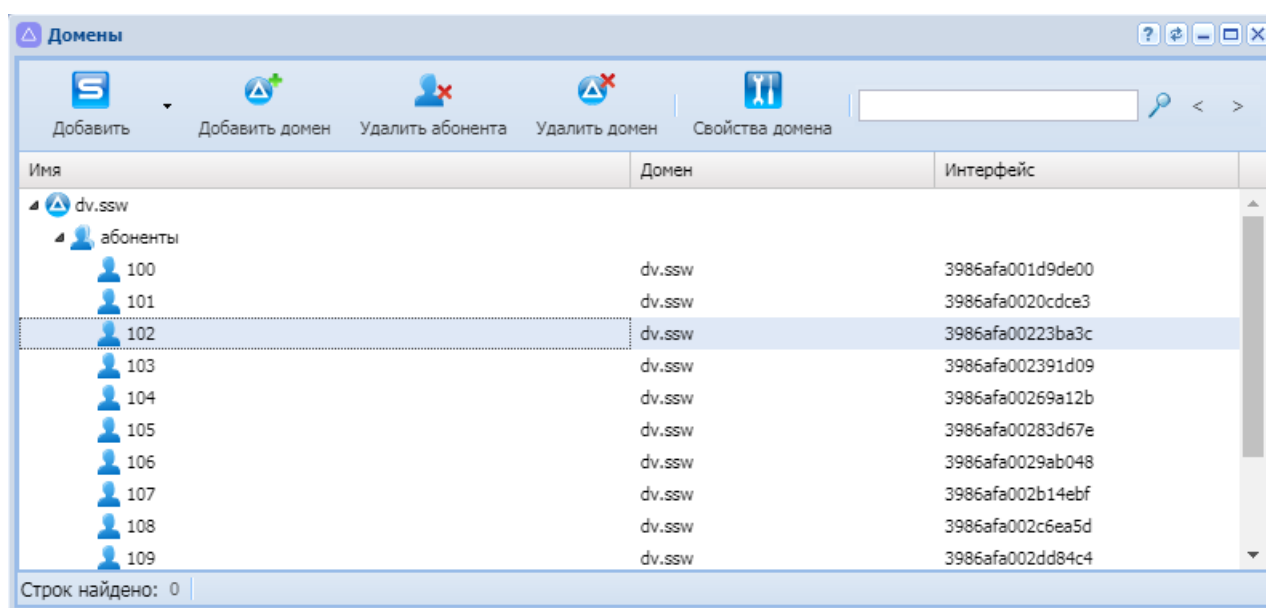 Домены
Добавить Добавить домен Удалить абонента Удалить домен Свойства домена < >
Имя Домен Интерфейс
dv.ssw
абоненты
100 dv.ssw 3986afa001d9de00
101 dv.ssw 3986afa0020cdce3
102 dv.ssw 3986afa00223ba3c
103 dv.ssw 3986afa002391d09
104 dv.ssw 3986afa00269a12b
105 dv.ssw 3986afa00283d67e
106 dv.ssw 3986afa0029ab048
107 dv.ssw 3986afa002b14ebf
108 dv.ssw 3986afa002c6ea5d
109 dv.ssw 3986afa002dd84c4
Строк найдено: 0